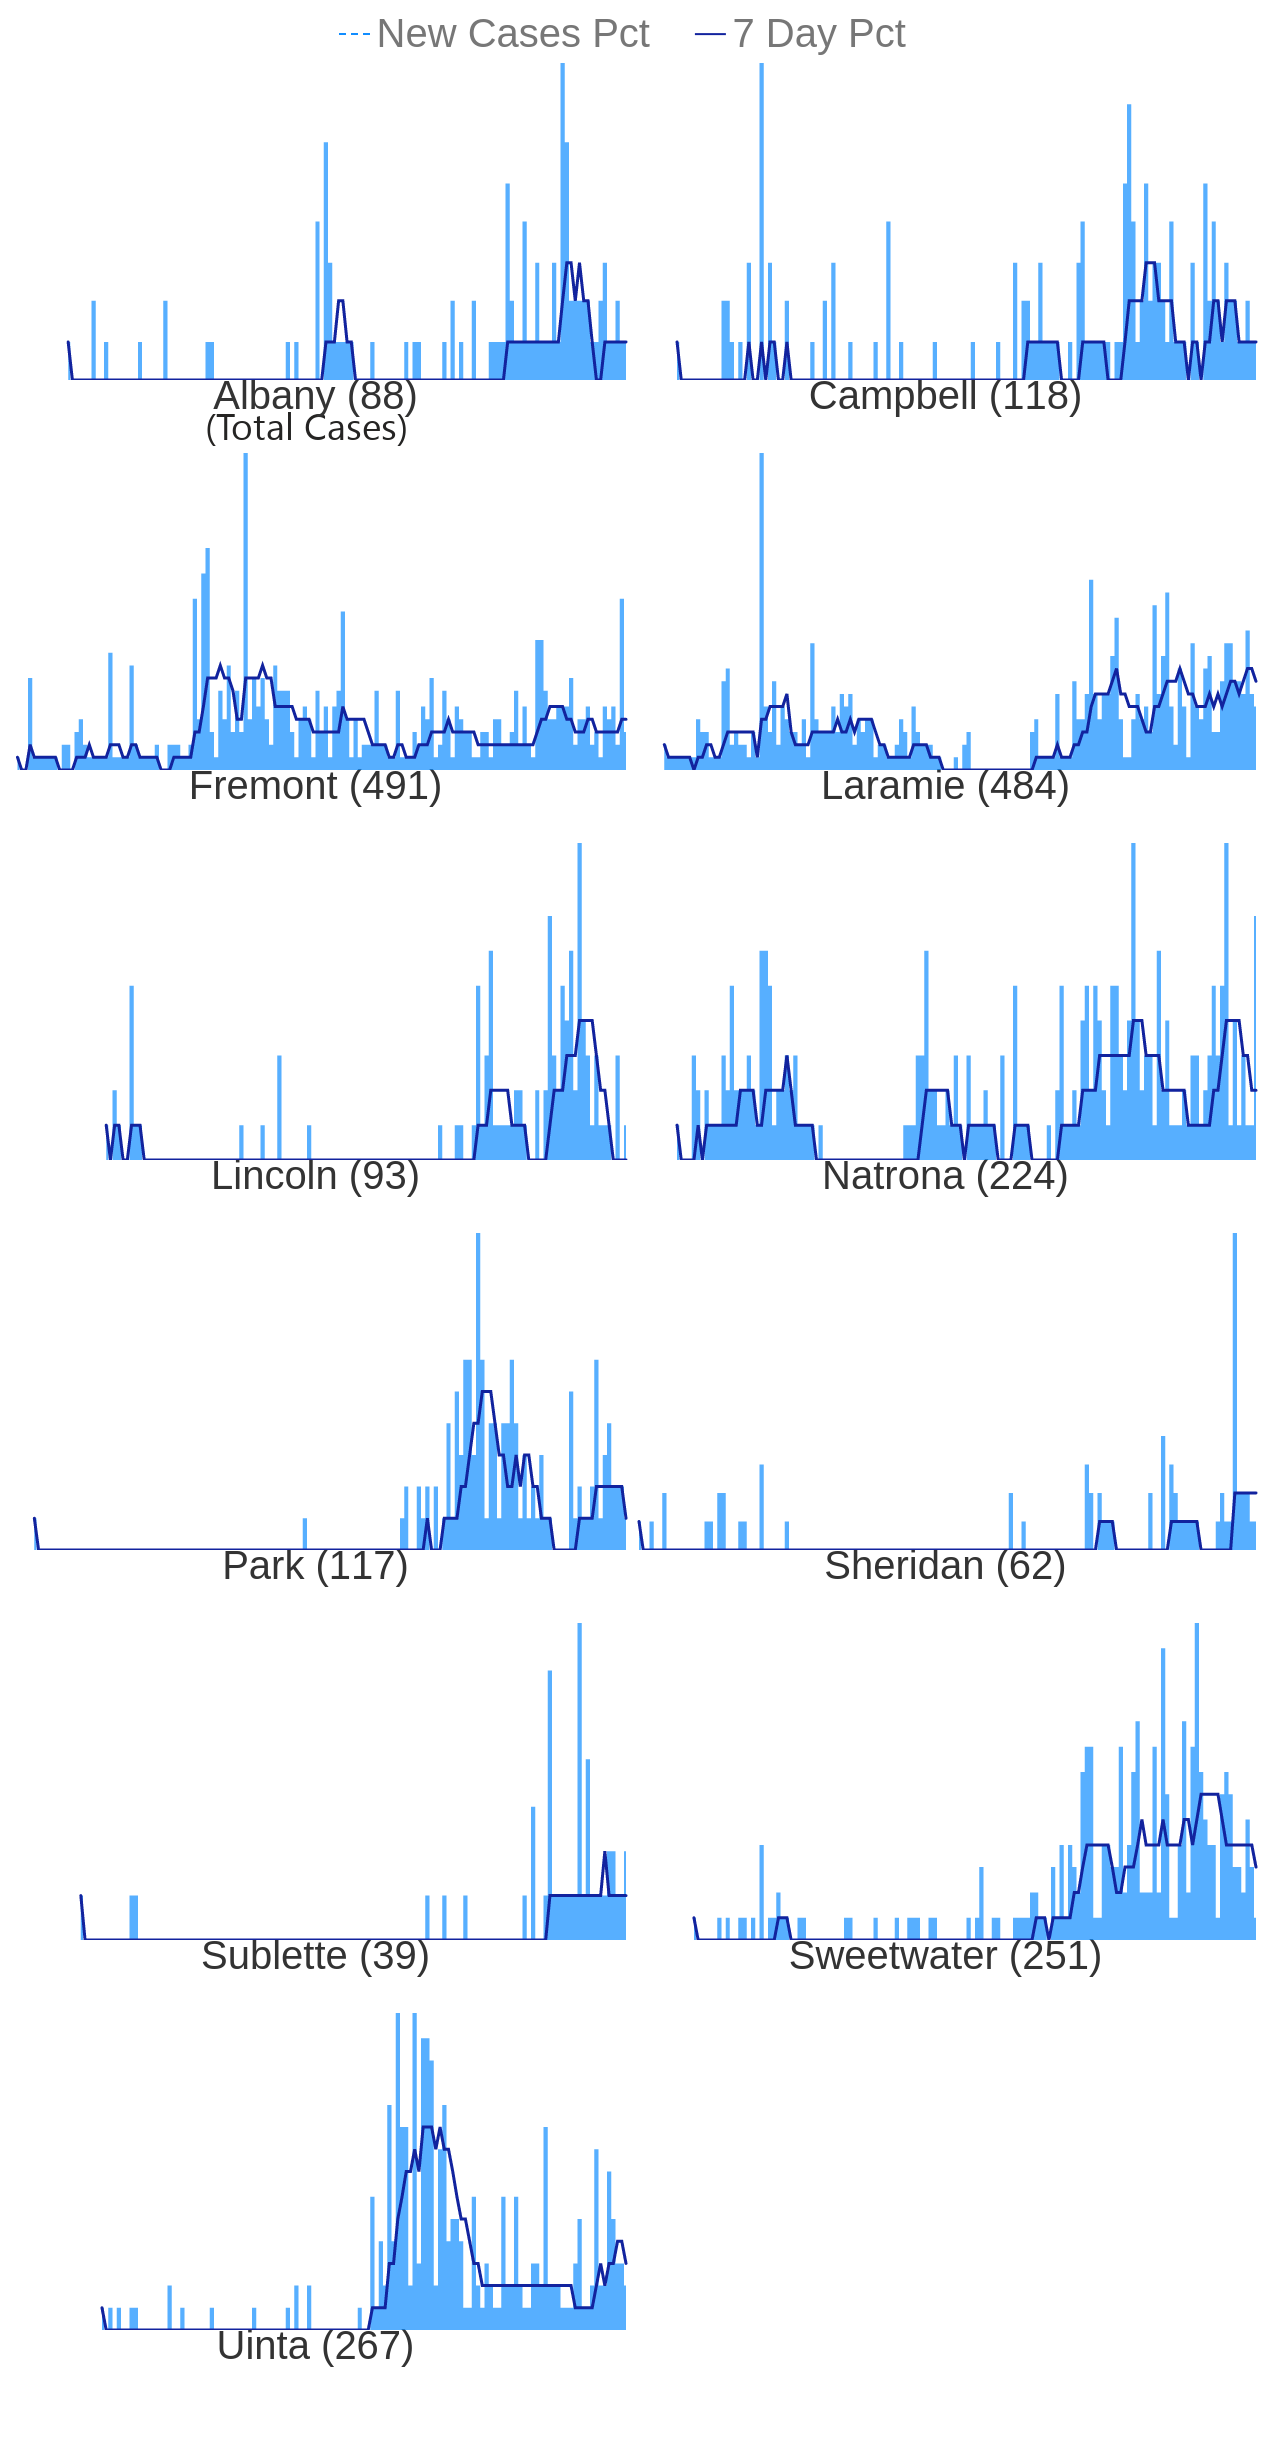 New Cases Pct 7 Day Pct
Albany (88) Campbell (118)
(Total Cases)
Fremont (491) Laramie (484)
Lincoln (93) Natrona (224)
Park (117) Sheridan (62)
Sublette (39) Sweetwater (251)
Uinta (267)